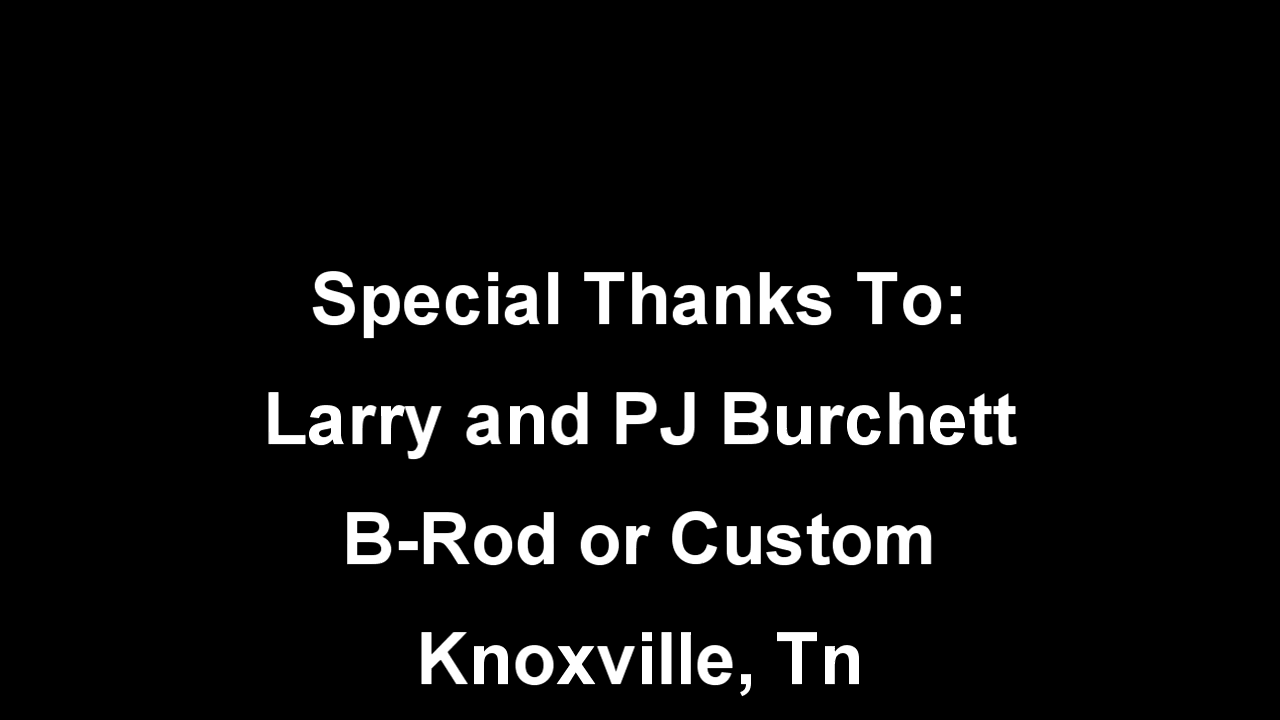 Special Thanks To:
Larry and PJ Burchett
B-Rod or Custom
Knoxville, Tn